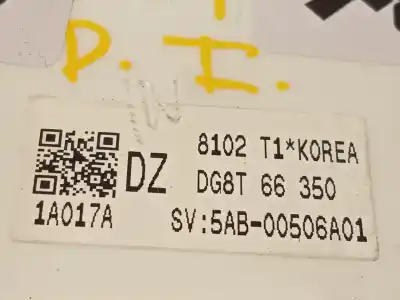 D. I.
8102 T1*KOREA
DZ DG8T 66 350
1A017A SV:5AB-00506A01